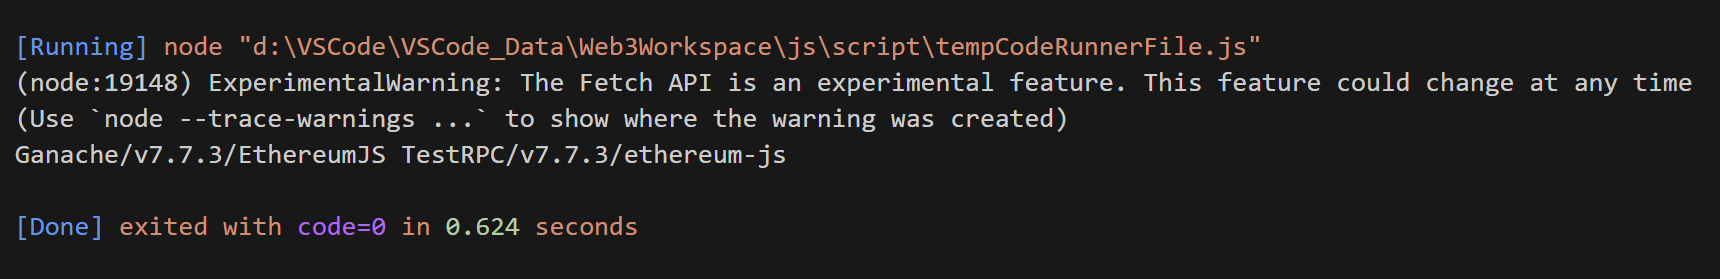 [Running] node "d:\VSCode\VSCode_Data\Web3Workspace\js\script\tempCodeRunnerFile.js"
(node:19148) ExperimentalWarning: The Fetch API is an experimental feature. This feature could change at any time
(Use `node --trace-warnings ...` to show where the warning was created)
Ganache/v7.7.3/EthereumJS TestRPC/v7.7.3/ethereum-js
[Done] exited with code=0 in 0.624 seconds